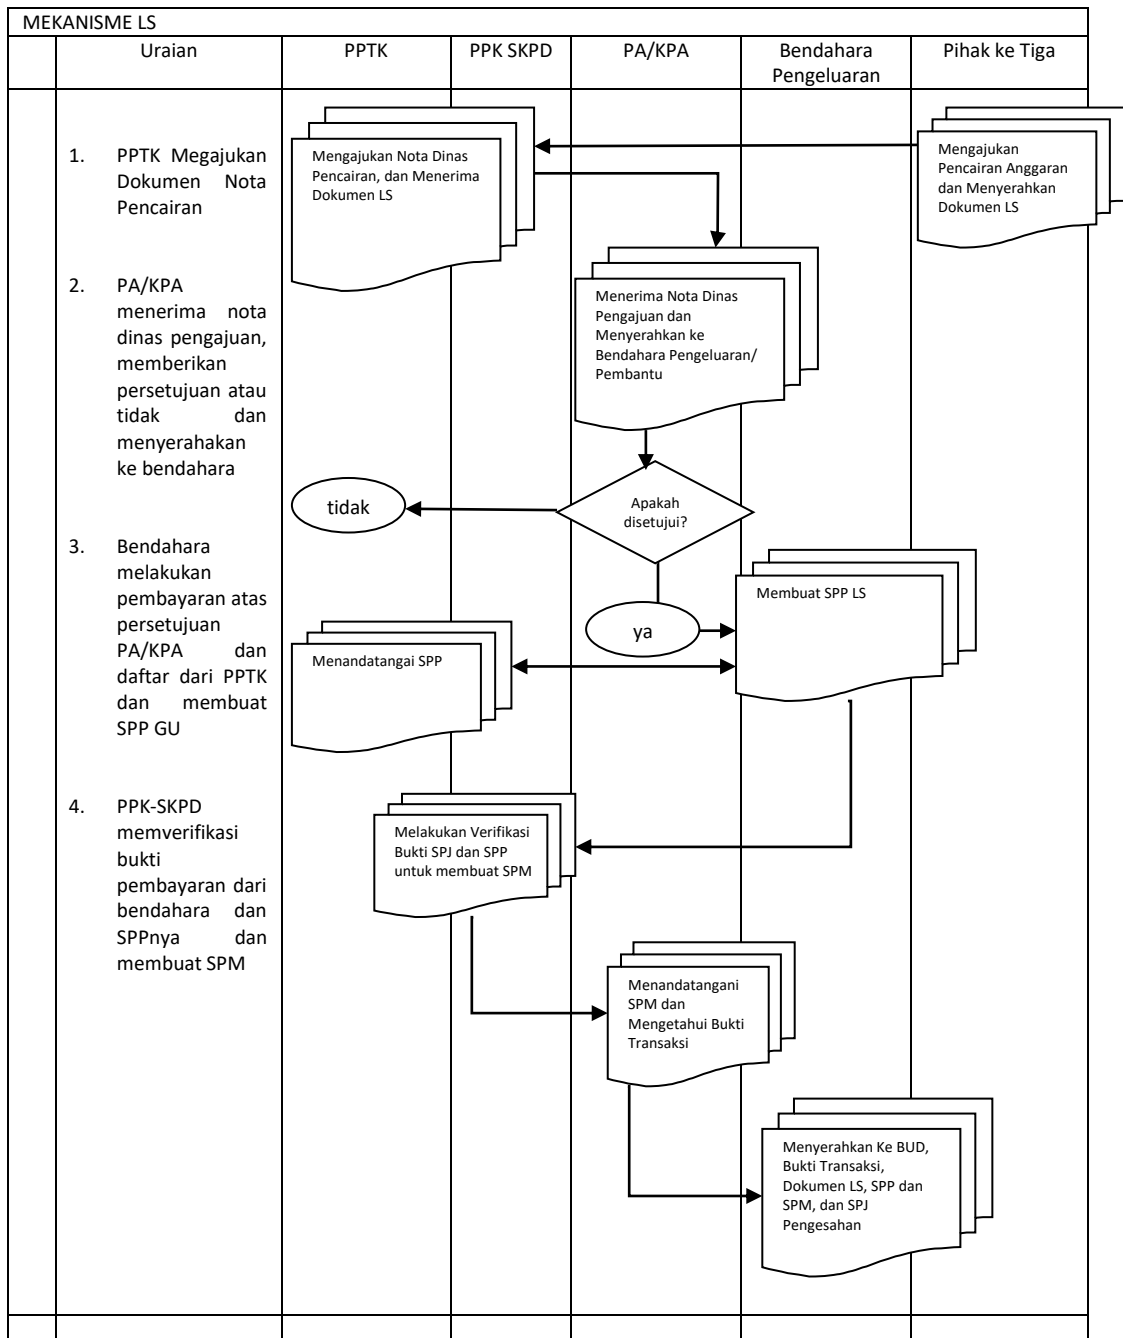 MEKANISME LS
Uraian
PPTK
PPK SKPD
PA/KPA
Bendahara
Pengeluaran
Pihak ke Tiga
1. PPTK Megajukan
Dokumen Nota
Pencairan
2. PA/KPA
menerima nota
dinas pengajuan,
memberikan
persetujuan atau
tidak dan
menyerahakan
ke bendahara
3. Bendahara
melakukan
pembayaran atas
persetujuan
PA/KPA dan
daftar dari PPTK
dan membuat
SPP GU
4. PPK-SKPD
memverifikasi
bukti
pembayaran dari
bendahara dan
SPPnya dan
membuat SPM
Mengajukan Nota Dinas
Pencairan, dan Menerima
Dokumen LS
Mengajukan
Pencairan Anggaran
dan Menyerahkan
Dokumen LS
Menerima Nota Dinas
Pengajuan dan
Menyerahkan ke
Bendahara Pengeluaran/
Pembantu
Apakah
disetujui?
tidak
ya
Membuat SPP LS
Menandatangai SPP
Melakukan Verifikasi
Bukti SPJ dan SPP
untuk membuat SPM
Menandatangani
SPM dan
Mengetahui Bukti
Transaksi
Menyerahkan Ke BUD,
Bukti Transaksi,
Dokumen LS, SPP dan
SPM, dan SPJ
Pengesahan